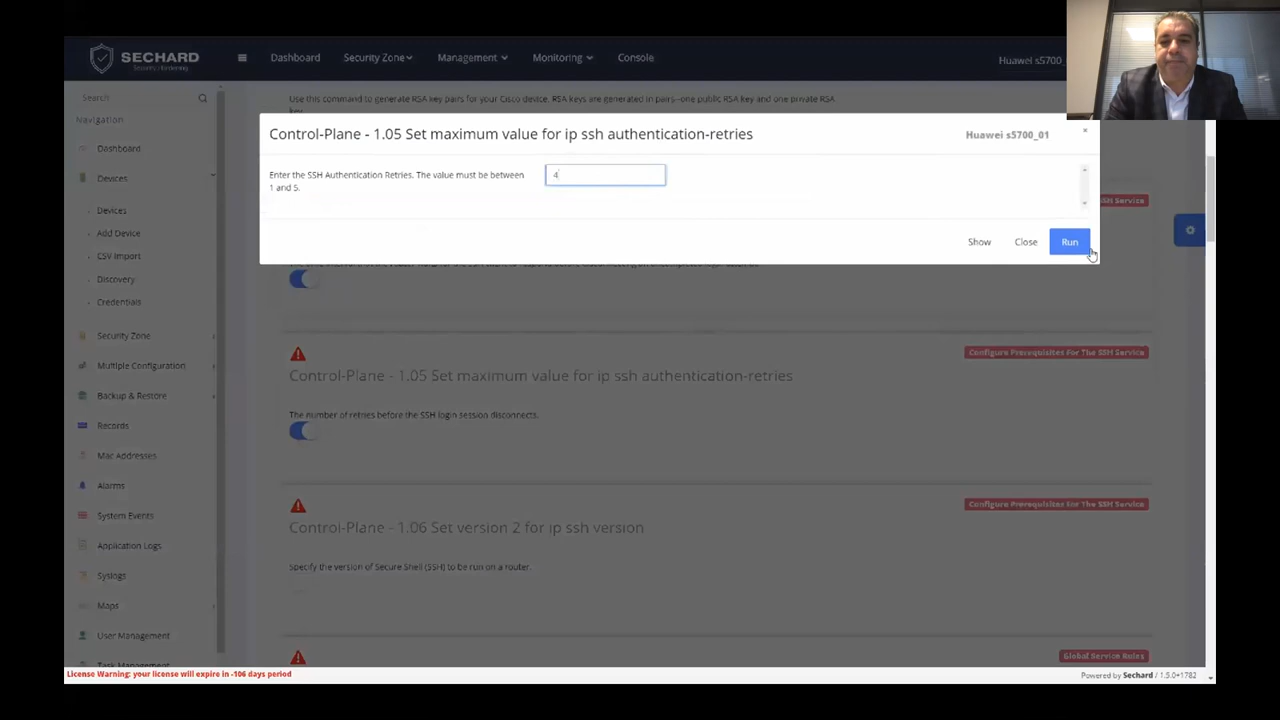 SECHARD
Security Hardening
Dashboard
Security Zone
Management
Monitoring
Console
Huawei s5700_
Search
Navigation
Dashboard
Devices
Devices
Add Device
CSV Import
Discovery
Credentials
Security Zone
Multiple Configuration
Backup & Restore
Records
Mac Addresses
Alarms
System Events
Application Logs
Syslogs
Maps
User Management
Task Management
Use this command to generate RSA key pairs for your Cisco device. RSA keys are generated in pairs--one public RSA key and one private RSA
key.
Control-Plane - 1.05 Set maximum value for ip ssh authentication-retries
Huawei s5700_01
×
Enter the SSH Authentication Retries. The value must be between
1 and 5.
4
SSH Service
Show
Close
Run
Configure Prerequisites For The SSH Service
Control-Plane - 1.05 Set maximum value for ip ssh authentication-retries
The number of retries before the SSH login session disconnects.
Configure Prerequisites For The SSH Service
Control-Plane - 1.06 Set version 2 for ip ssh version
Specify the version of Secure Shell (SSH) to be run on a router.
Global Service Rules
License Warning: your license will expire in -106 days period
Powered by Sechard / 1.5.0+1782